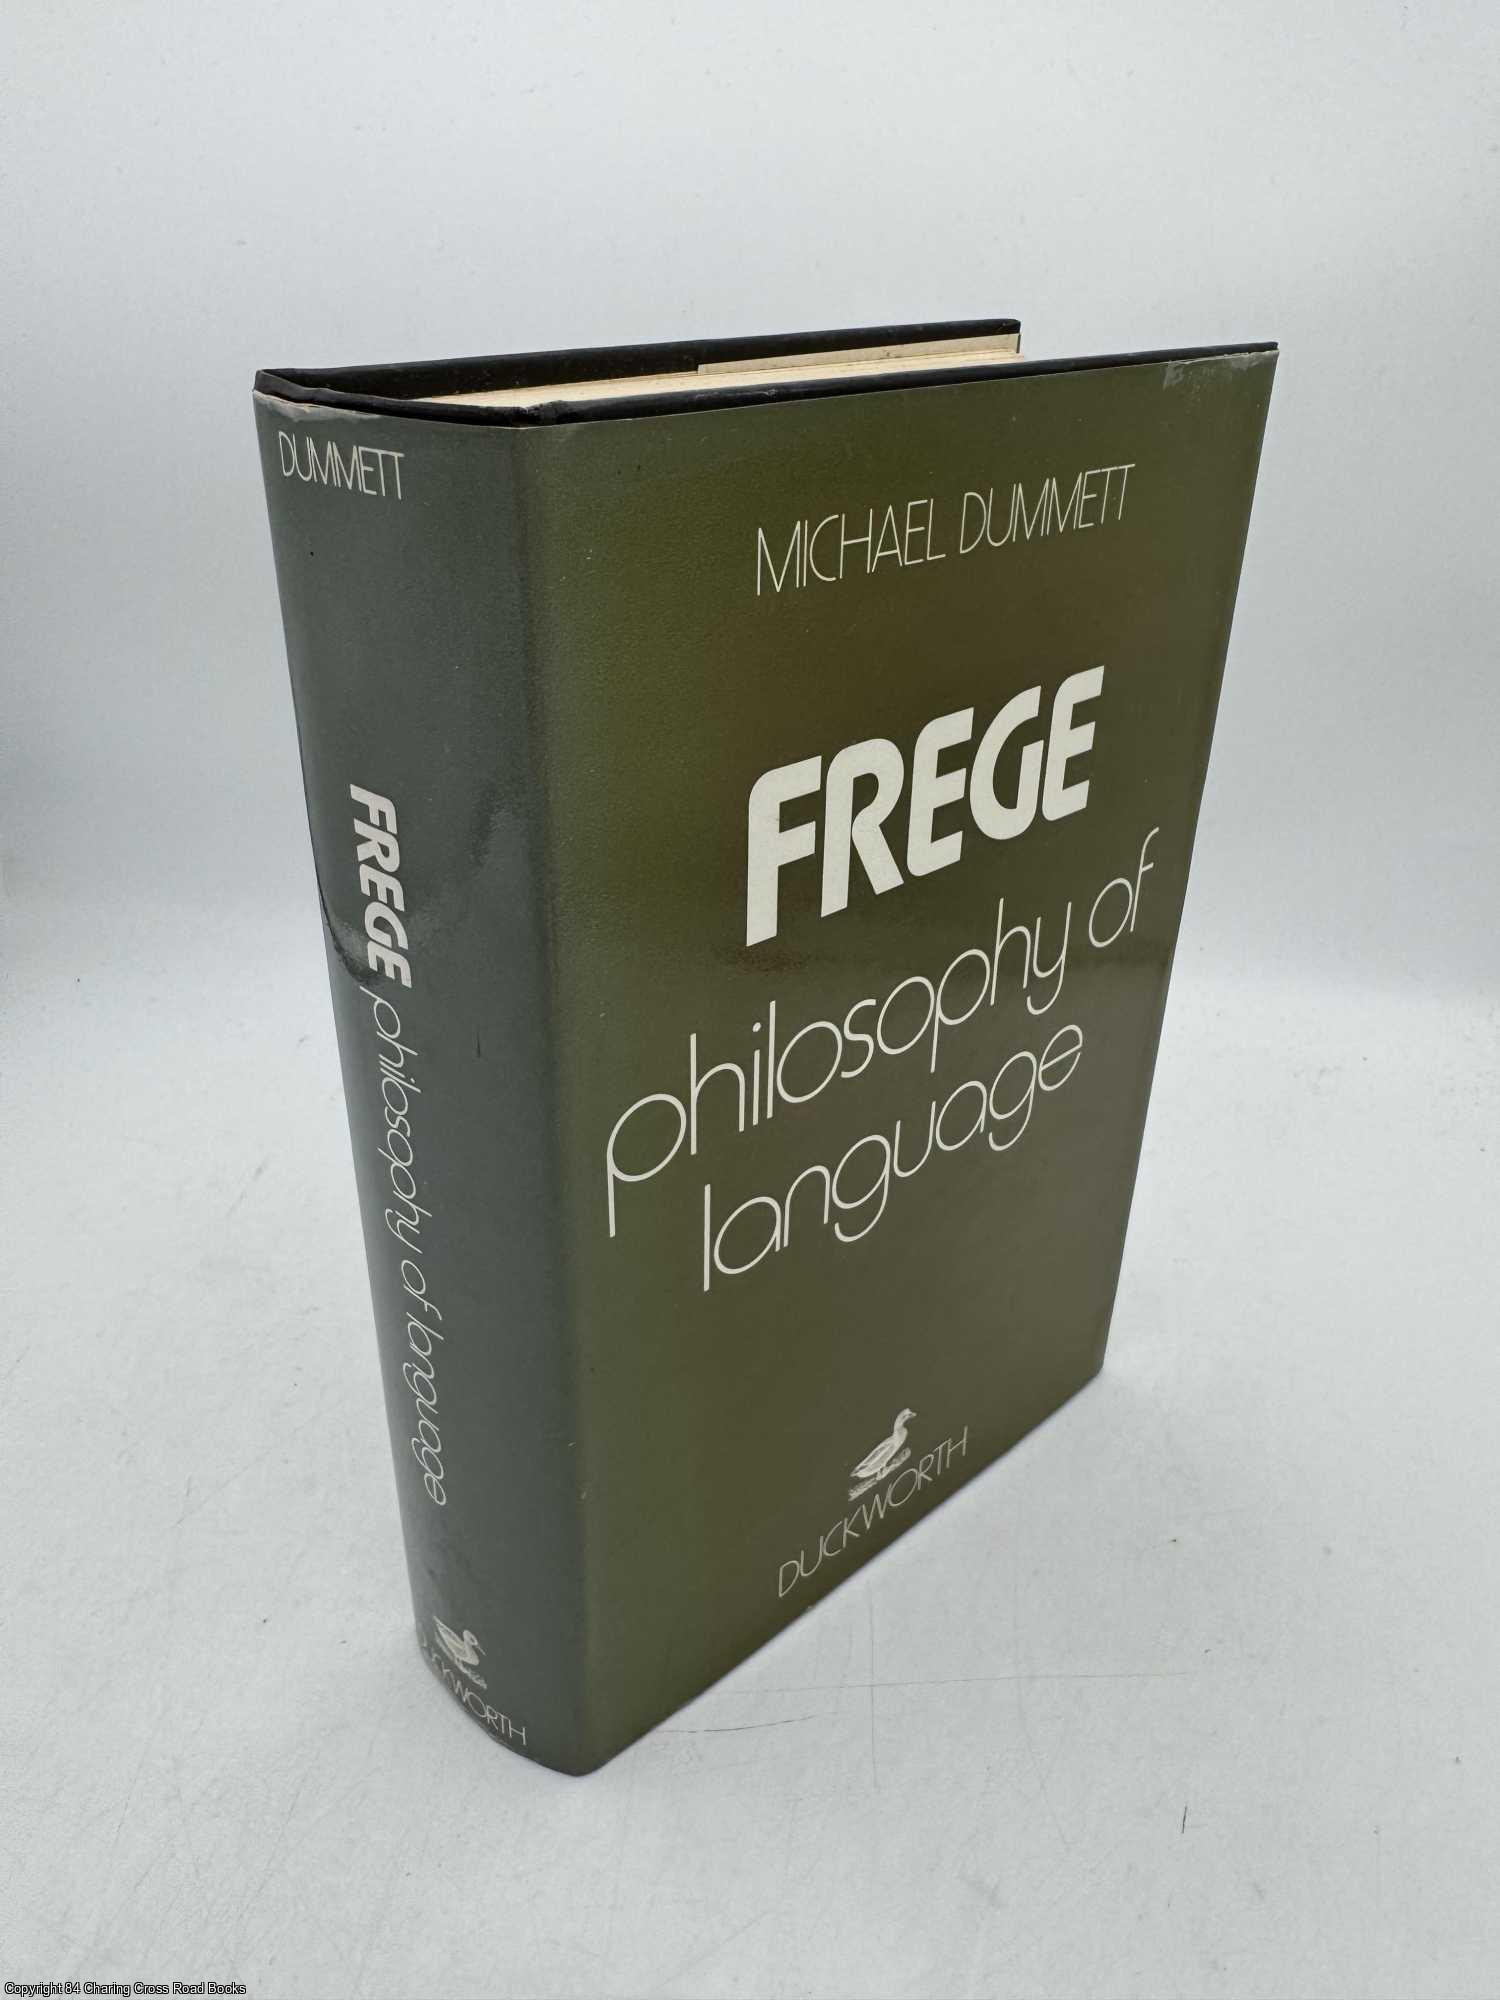 DUMMETT
FREGE philosophy of language
DUCKWORTH
MICHAEL DUMMETT
FREGE
philosophy of
language
DUCKWORTH
Copyright 84 Charing Cross Road Books